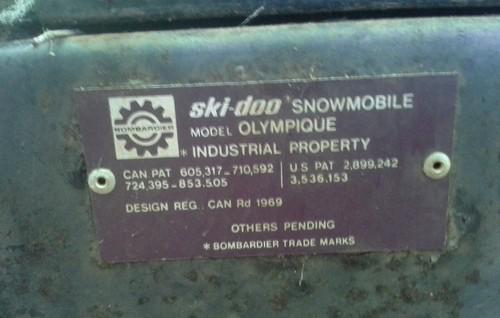 BOMBARDIER
ski-doo* SNOWMOBILE
MODEL OLYMPIQUE
* INDUSTRIAL PROPERTY
CAN PAT 605,317-710,592
724,395-853,505
U S PAT 2,899,242
3,536,153
DESIGN REG. CAN Rd 1969
OTHERS PENDING
* BOMBARDIER TRADE MARKS